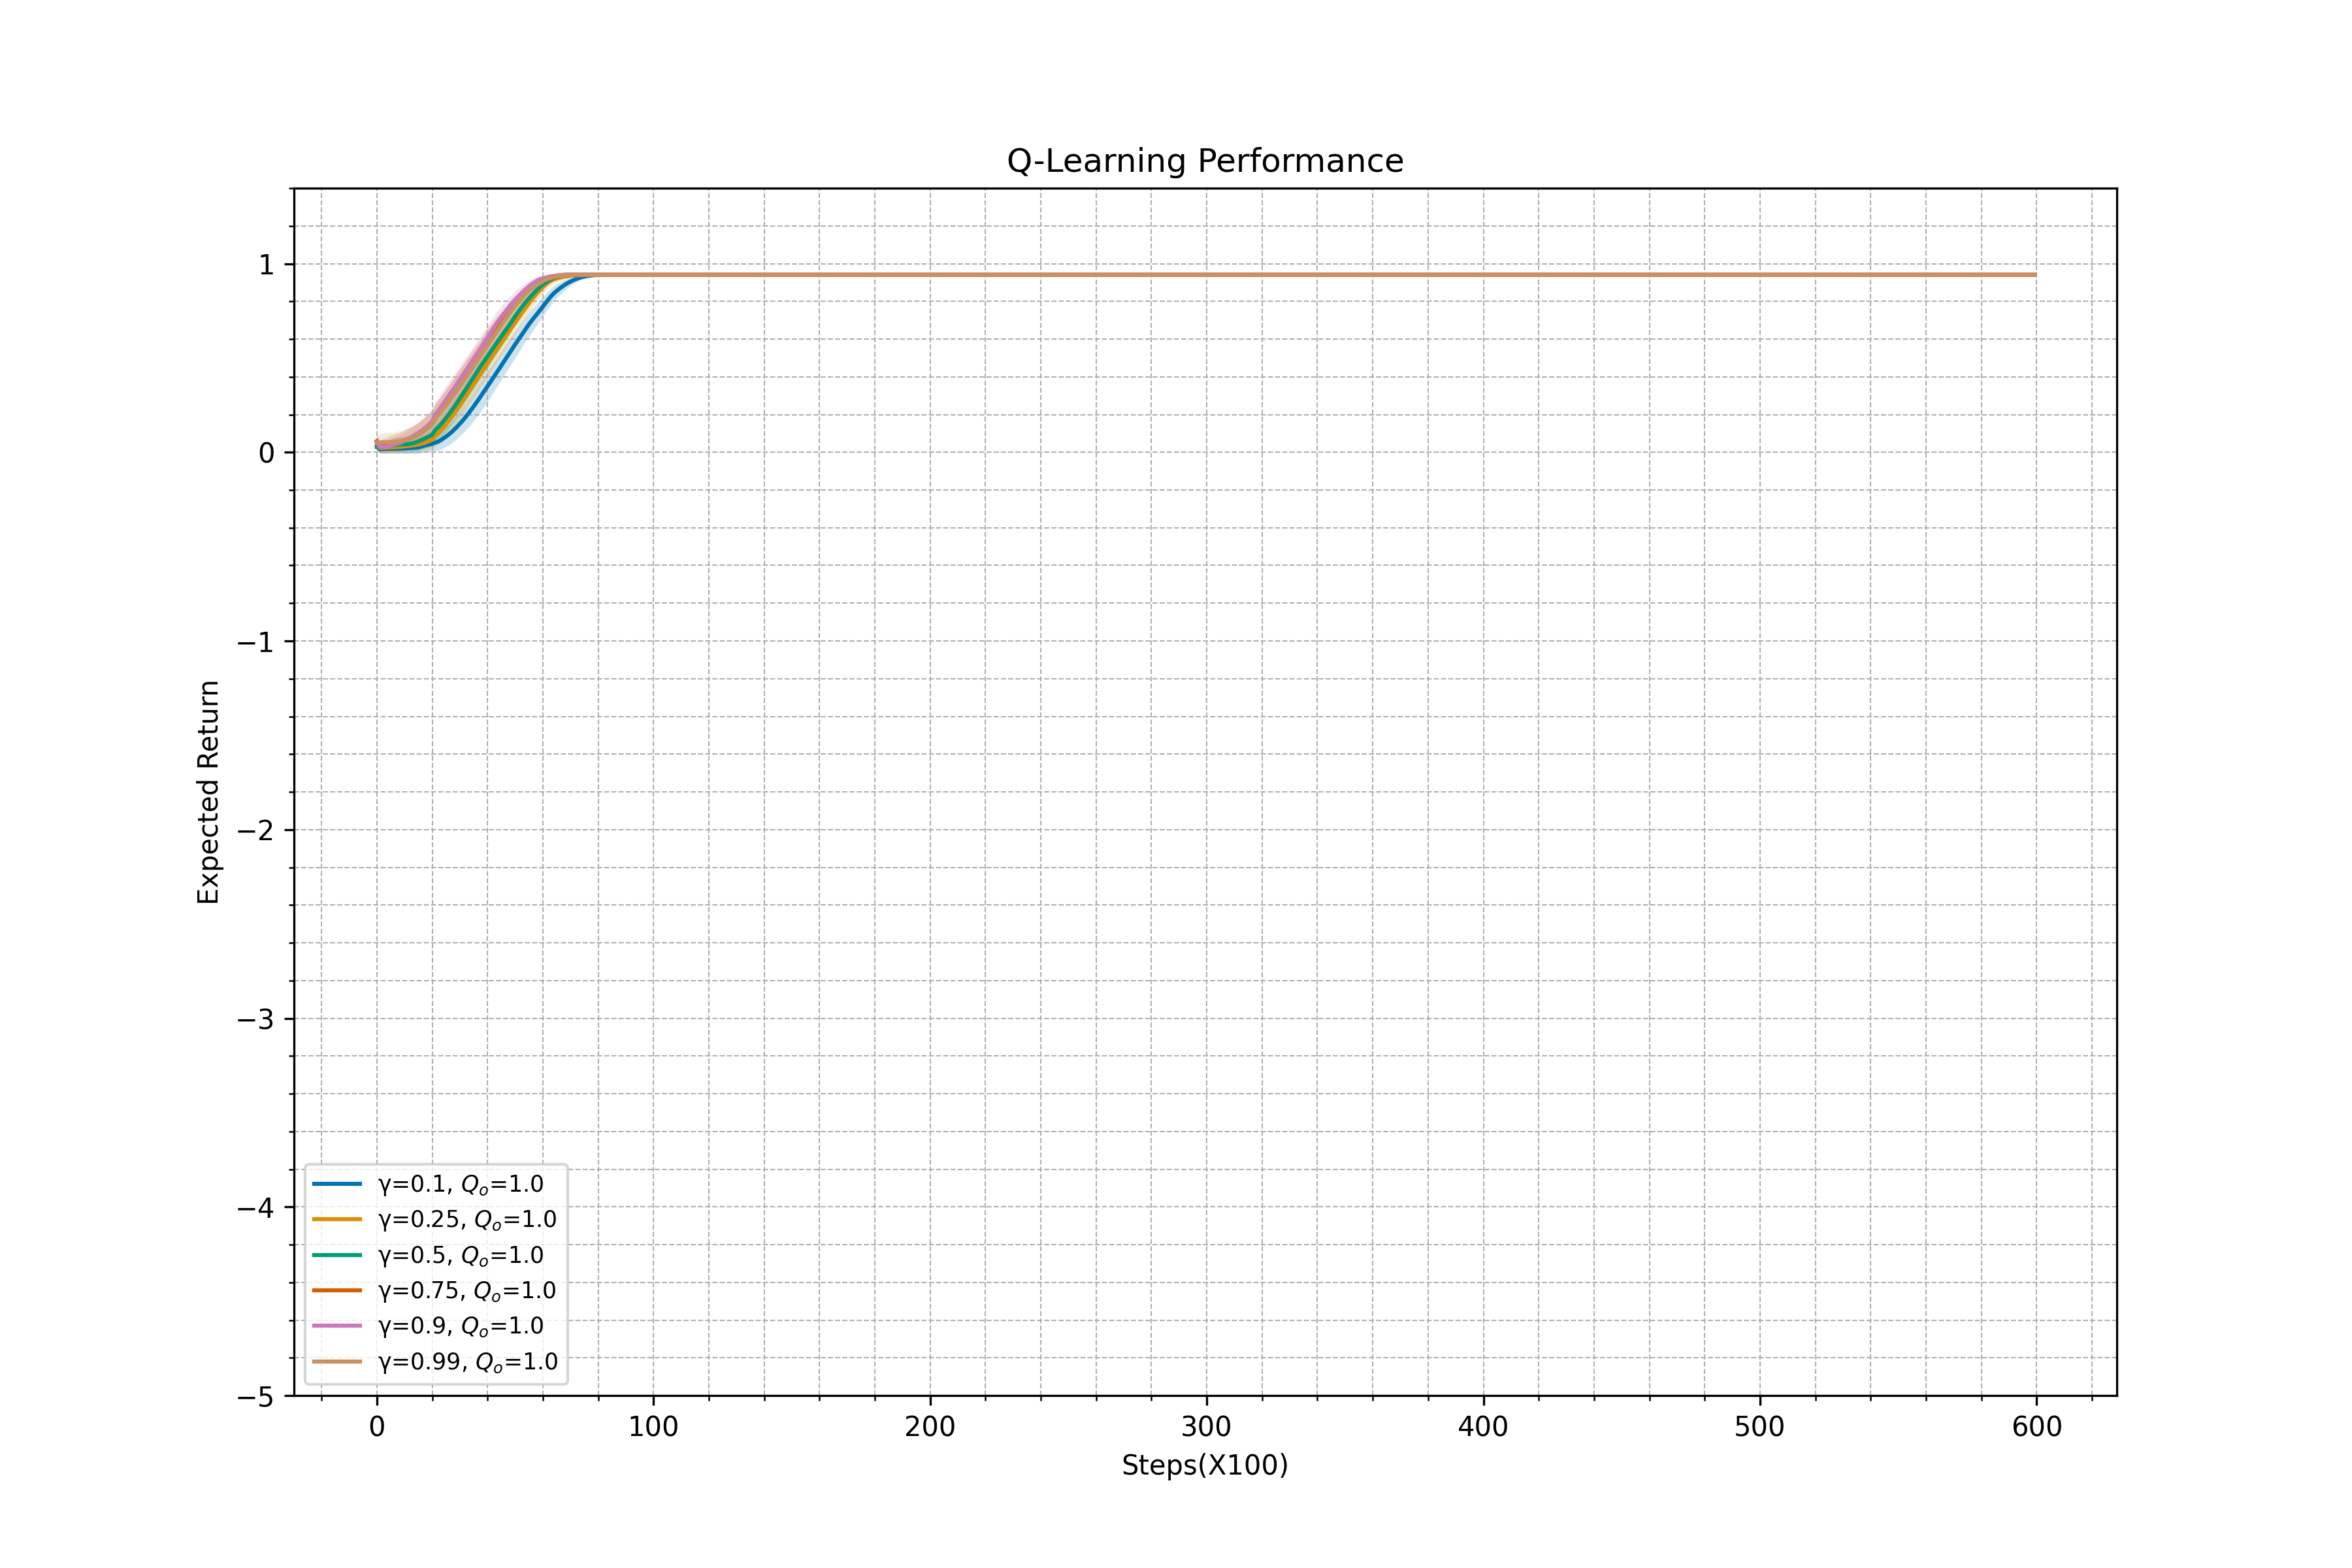 Q-Learning Performance
Expected Return
1
0
−1
−2
−3
−4
−5
γ=0.1, Qo=1.0
γ=0.25, Qo=1.0
γ=0.5, Qo=1.0
γ=0.75, Qo=1.0
γ=0.9, Qo=1.0
γ=0.99, Qo=1.0
0 100 200 300 400 500 600
Steps(X100)